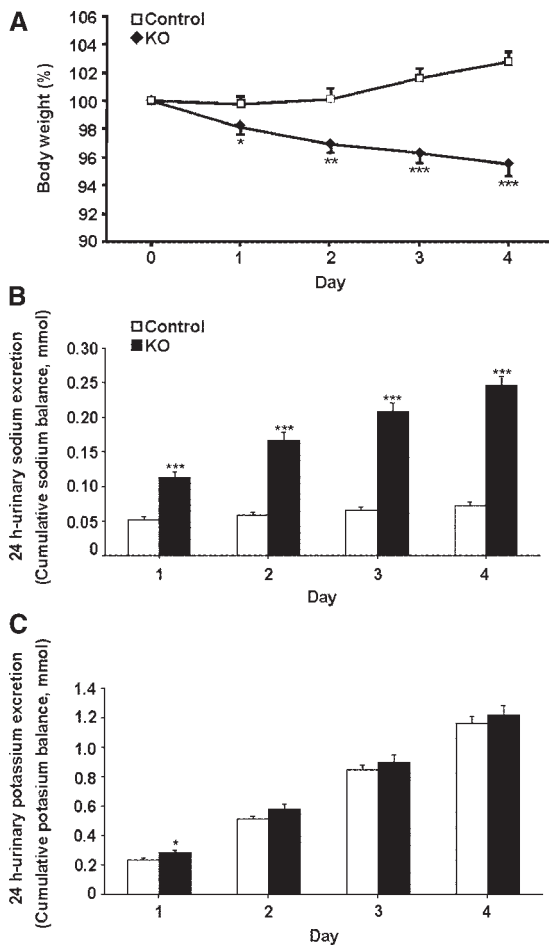 A
Control
KO
Body weight (%)
106
104
102
100
98
96
94
92
90
*
**
***
***
0 1 2 3 4
Day
B
Control
KO
24 h-urinary sodium excretion
(Cumulative sodium balance, mmol)
0.30
0.25
0.20
0.15
0.10
0.05
0
***
***
***
***
1 2 3 4
Day
C
24 h-urinary potassium excretion
(Cumulative potasium balance, mmol)
1.4
1.2
1.0
0.8
0.6
0.4
0.2
0
*
1 2 3 4
Day